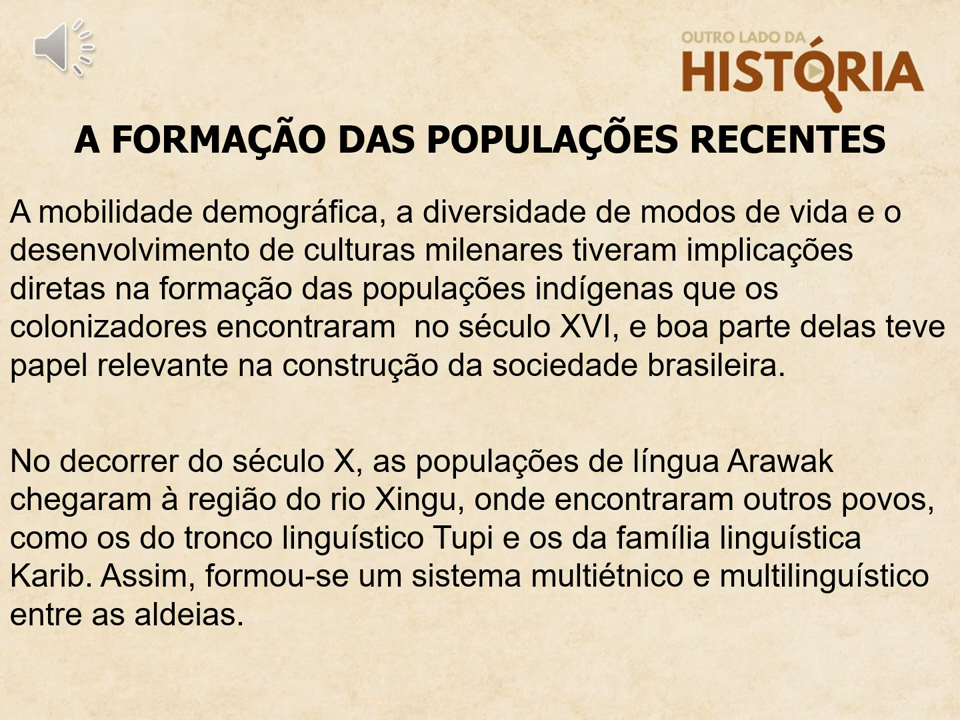 OUTRO LADO DA
HISTÓRIA
A FORMAÇÃO DAS POPULAÇÕES RECENTES
A mobilidade demográfica, a diversidade de modos de vida e o
desenvolvimento de culturas milenares tiveram implicações
diretas na formação das populações indígenas que os
colonizadores encontraram  no século XVI, e boa parte delas teve
papel relevante na construção da sociedade brasileira.
No decorrer do século X, as populações de língua Arawak
chegaram à região do rio Xingu, onde encontraram outros povos,
como os do tronco linguístico Tupi e os da família linguística
Karib. Assim, formou-se um sistema multiétnico e multilinguístico
entre as aldeias.